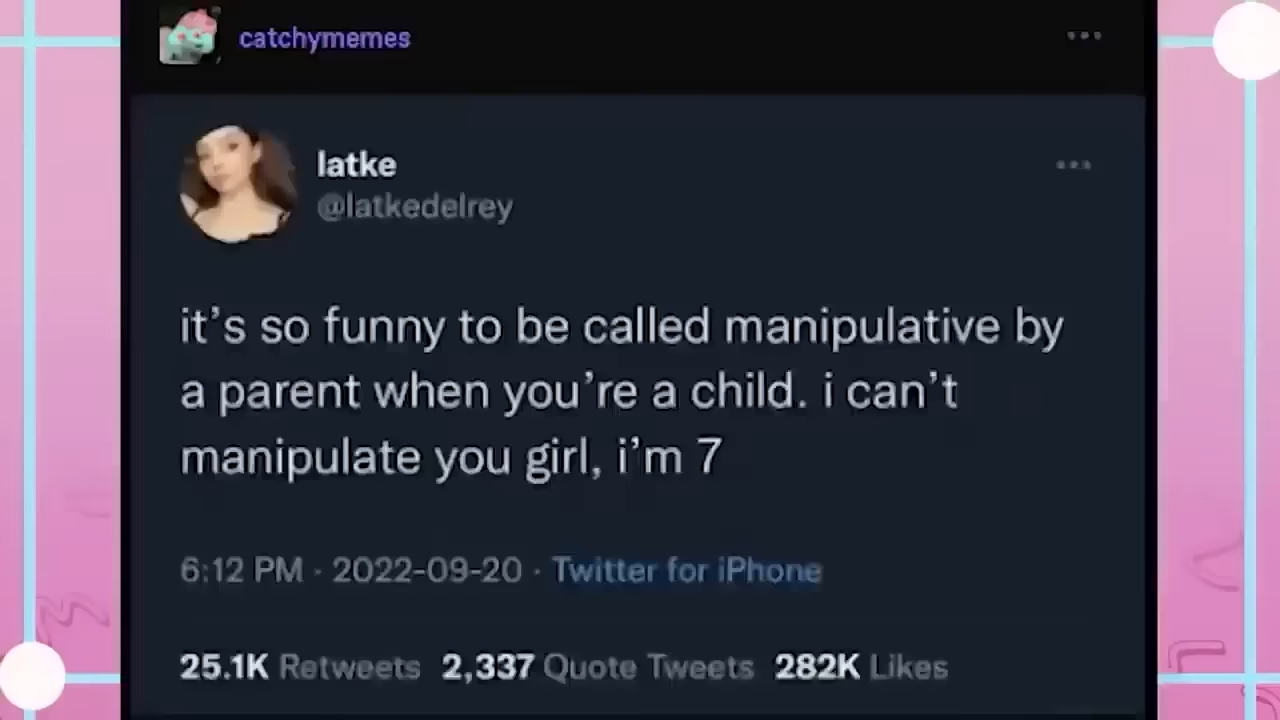 catchymemes
latke
@latkedelrey
it’s so funny to be called manipulative by
a parent when you’re a child. i can’t
manipulate you girl, i’m 7
6:12 PM · 2022-09-20 · Twitter for iPhone
25.1K Retweets 2,337 Quote Tweets 282K Likes